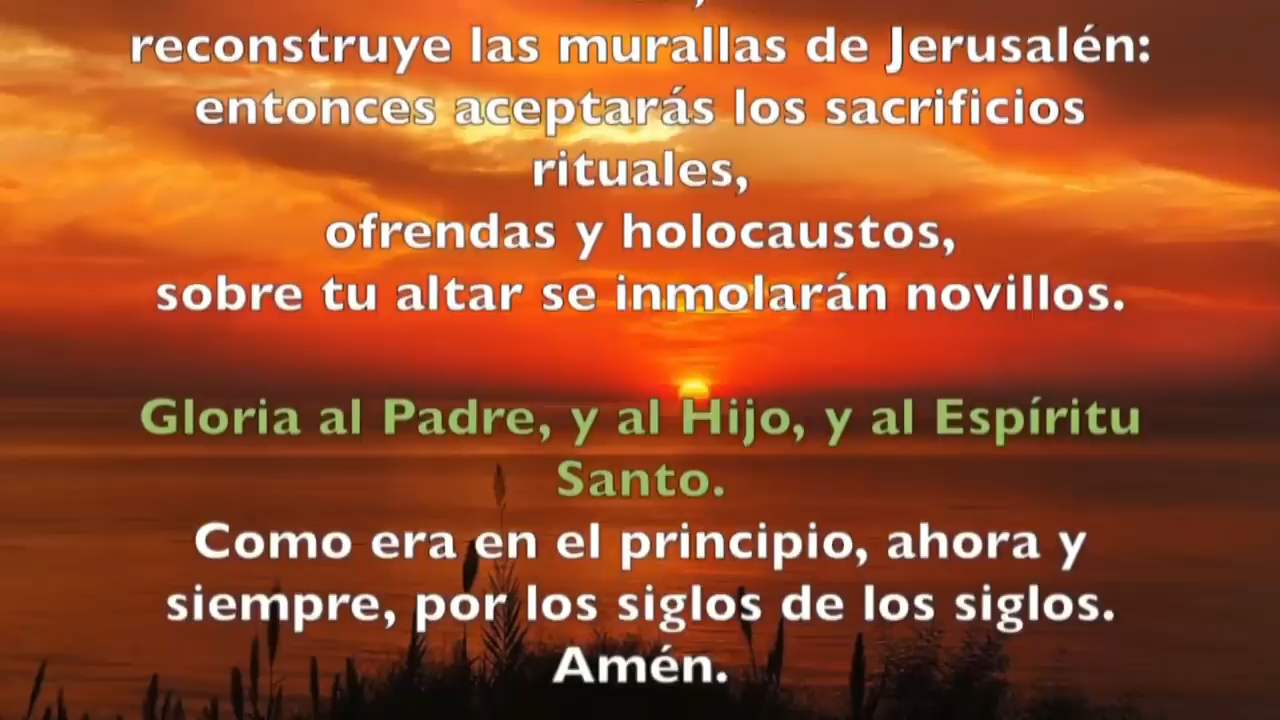 reconstruye las murallas de Jerusalén:
entonces aceptarás los sacrificios
rituales,
ofrendas y holocaustos,
sobre tu altar se inmolarán novillos.
Gloria al Padre, y al Hijo, y al Espíritu
Santo.
Como era en el principio, ahora y
siempre, por los siglos de los siglos.
Amén.